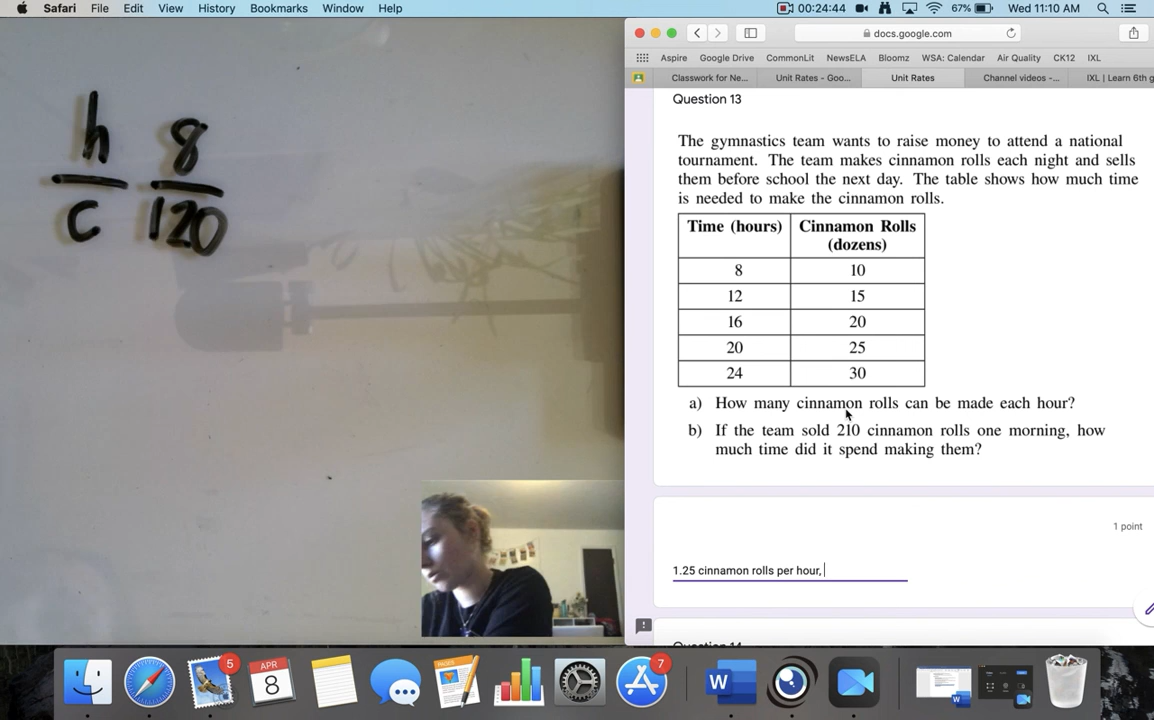 Safari File Edit View History Bookmarks Window Help 00:24:44 67% Wed 11:10 AM
docs.google.com
Aspire Google Drive CommonLit NewsELA Bloomz WSA: Calendar Air Quality CK12 IXL
Classwork for Ne... Unit Rates - Goo... Unit Rates Channel videos -... IXL | Learn 6th g
h 8
c 120
Question 13
The gymnastics team wants to raise money to attend a national
tournament. The team makes cinnamon rolls each night and sells
them before school the next day. The table shows how much time
is needed to make the cinnamon rolls.
Time (hours) Cinnamon Rolls
(dozens)
8 10
12 15
16 20
20 25
24 30
a) How many cinnamon rolls can be made each hour?
b) If the team sold 210 cinnamon rolls one morning, how
much time did it spend making them?
1 point
1.25 cinnamon rolls per hour,
5
APR
8
PAGES
7
W